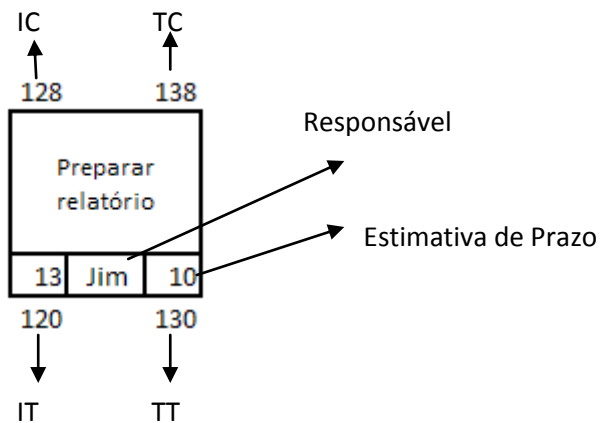 IC TC
128 138
Responsável
Preparar
relatório
Estimativa de Prazo
13 Jim 10
120 130
IT TT